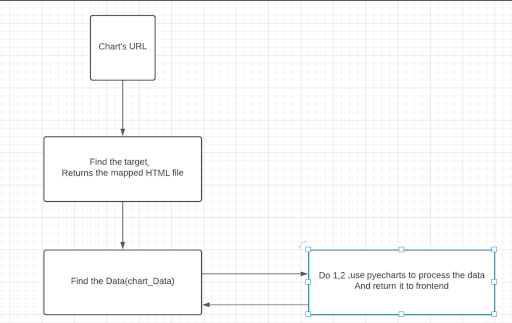 Chart's URL
Find the target,
Returns the mapped HTML file
Find the Data(chart_Data)
Do 1,2 ,use pyecharts to process the data
And return it to frontend